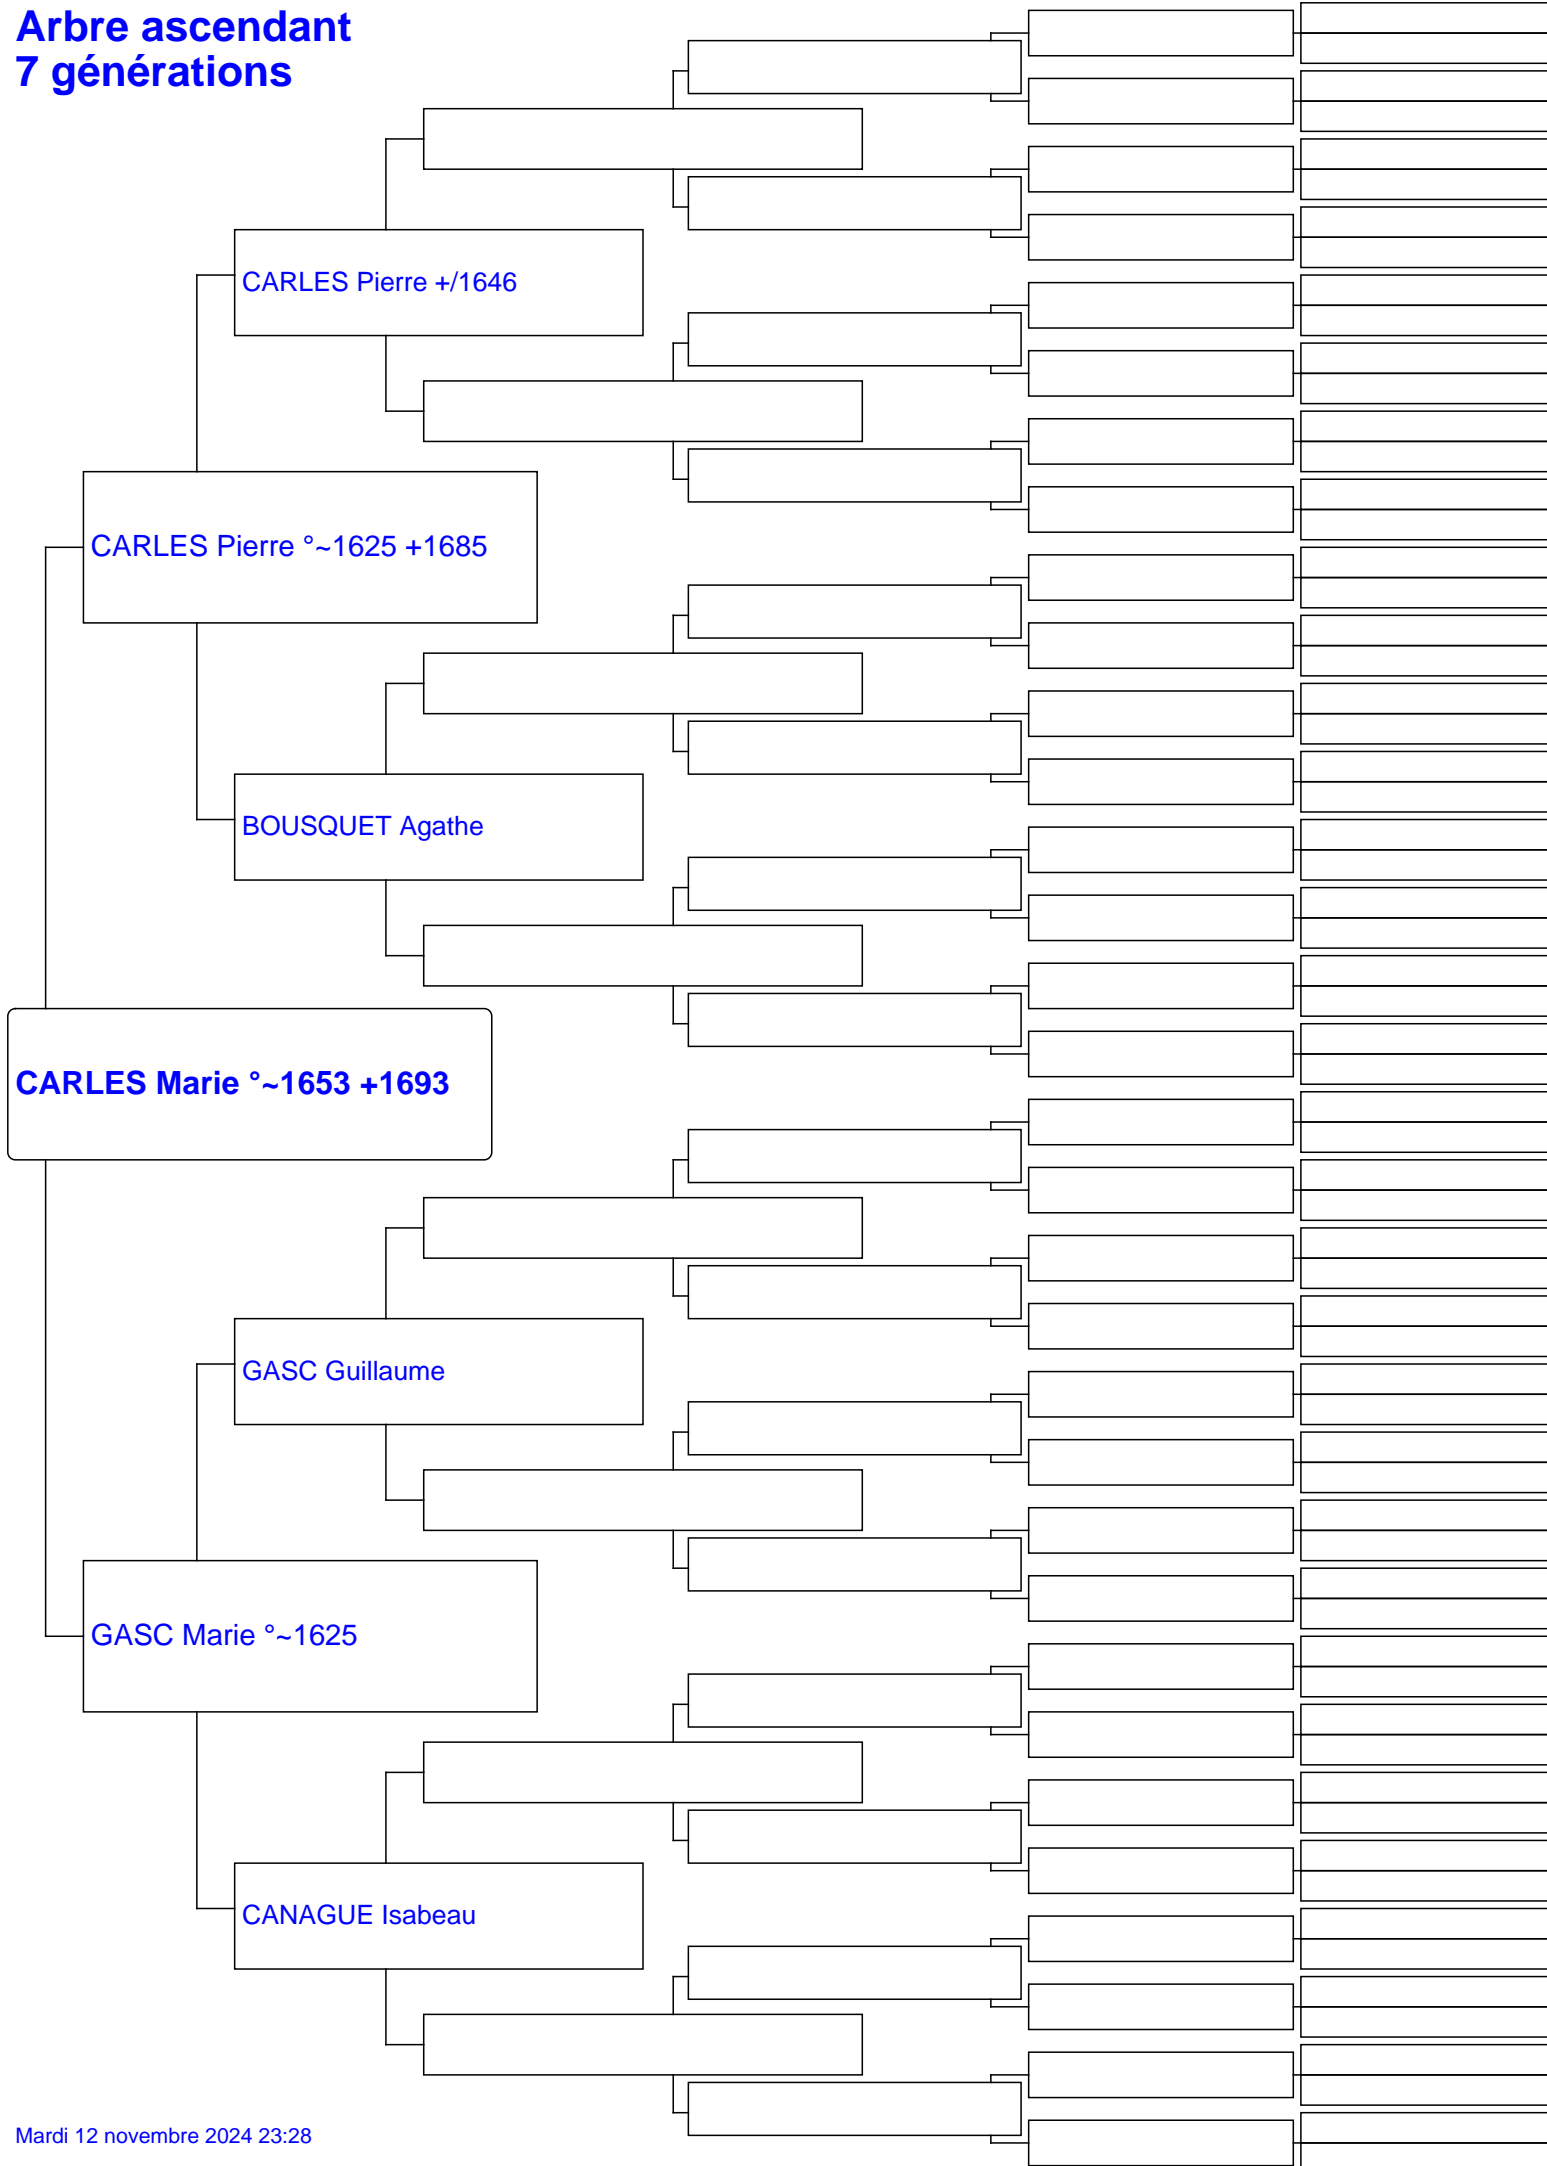 Arbre ascendant
7 générations
CARLES Pierre +/1646
CARLES Pierre °~1625 +1685
BOUSQUET Agathe
CARLES Marie °~1653 +1693
GASC Guillaume
GASC Marie °~1625
CANAGUE Isabeau
Mardi 12 novembre 2024 23:28